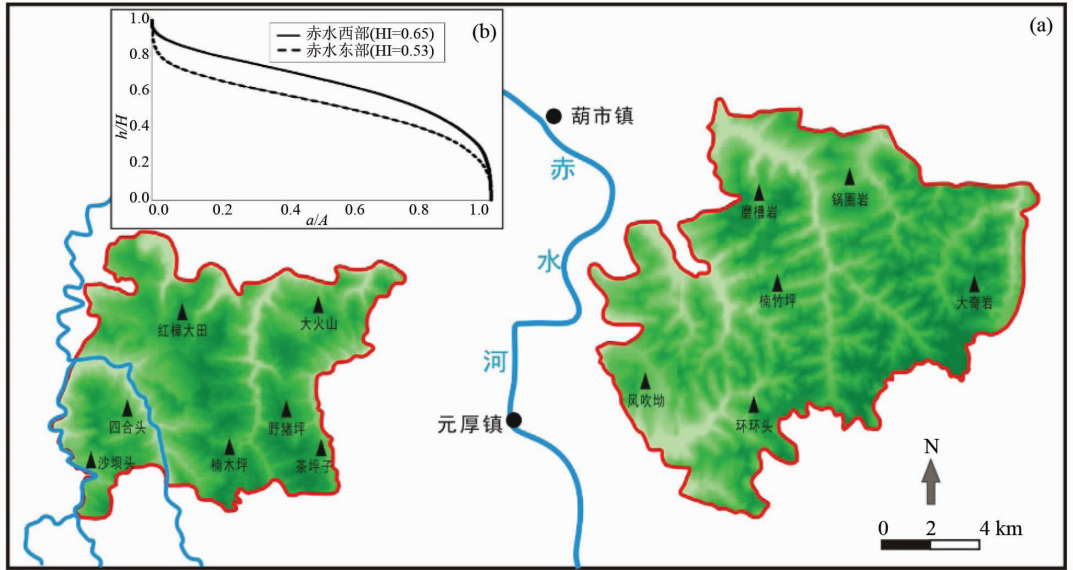 (a)
(b)
赤水西部(HI=0.65)
赤水东部(HI=0.53)
1.0
0.8
0.6
0.4
0.2
0.0
h/H
0.0
0.2
0.4
0.6
0.8
1.0
a/A
葫市镇
赤
水
河
元厚镇
红樟大田
大火山
四合头
野猪坪
沙坝头
楠木坪
茶坪子
磨槽岩
锅圈岩
楠竹坪
大奇岩
风吹坳
环环头
N
0 2 4 km